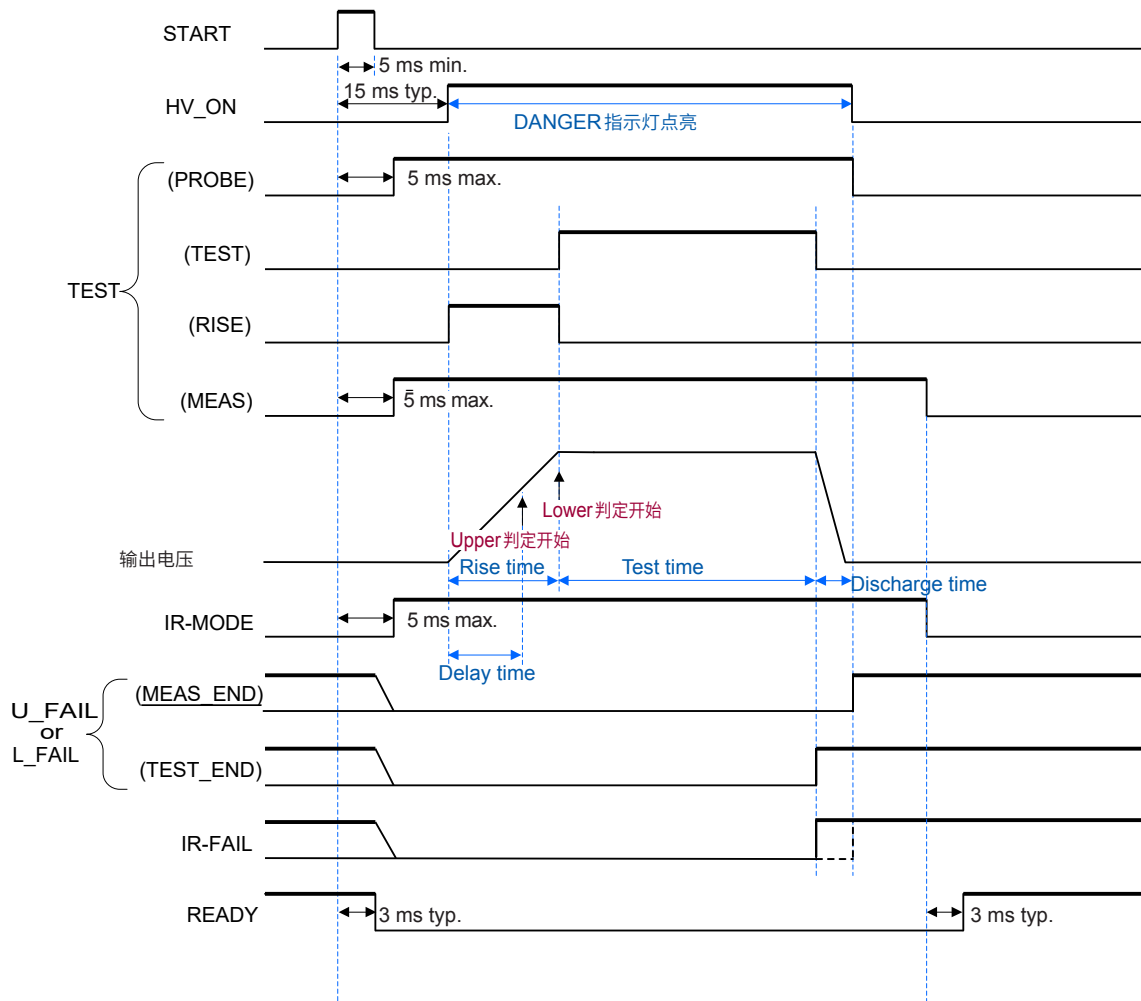 START
5 ms min.
15 ms typ.
HV_ON
DANGER指示灯点亮
(PROBE)
5 ms max.
(TEST)
TEST
(RISE)
(MEAS)
5 ms max.
Lower判定开始
Upper判定开始
输出电压
Rise time
Test time
Discharge time
IR-MODE
5 ms max.
Delay time
(MEAS_END)
U_FAIL
or
L_FAIL
(TEST_END)
IR-FAIL
READY
3 ms typ.
3 ms typ.